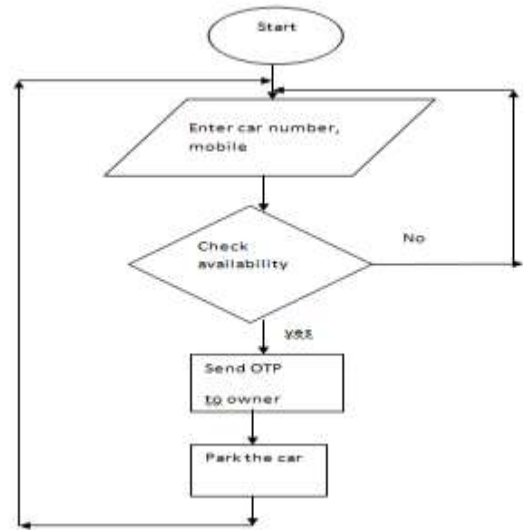 Start
Enter car number,
mobile
Check
availability
No
yes
Send OTP
to owner
Park the car